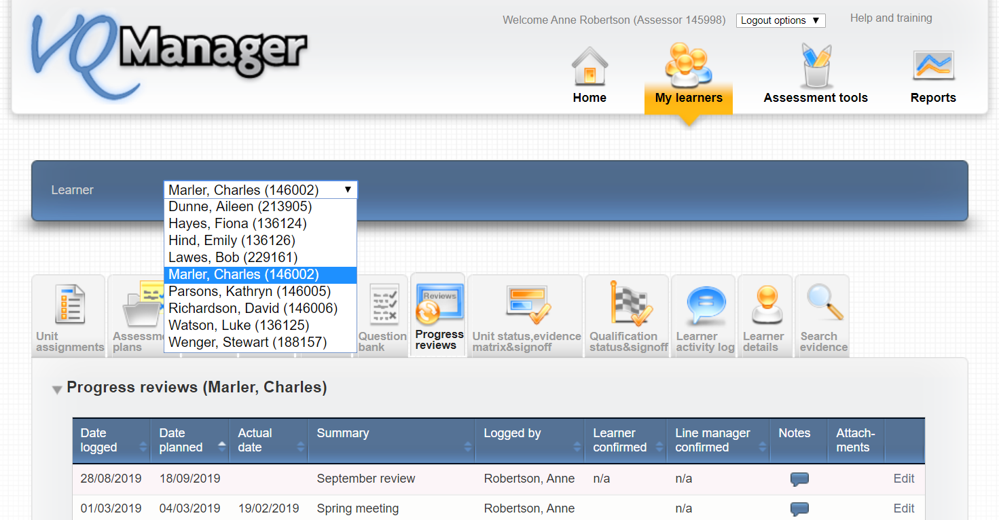 VQManager
Welcome Anne Robertson (Assessor 145998)
Logout options ▼
Help and training
Home
My learners
Assessment tools
Reports
Learner
Marler, Charles (146002) ▼
Dunne, Aileen (213905)
Hayes, Fiona (136124)
Hind, Emily (136126)
Lawes, Bob (229161)
Marler, Charles (146002)
Parsons, Kathryn (146005)
Richardson, David (146006)
Watson, Luke (136125)
Wenger, Stewart (188157)
Unit
assignments
Assessm
plans
Question
bank
Reviews
Progress
reviews
Unit status,evidence
matrix&signoff
Qualification
status&signoff
Learner
activity log
Learner
details
Search
evidence
Progress reviews (Marler, Charles)
Date
logged
Date
planned
Actual
date
Summary
Logged by
Learner
confirmed
Line manager
confirmed
Notes
Attach-
ments
28/08/2019 18/09/2019 September review Robertson, Anne n/a n/a Edit
01/03/2019 04/03/2019 19/02/2019 Spring meeting Robertson, Anne n/a Edit